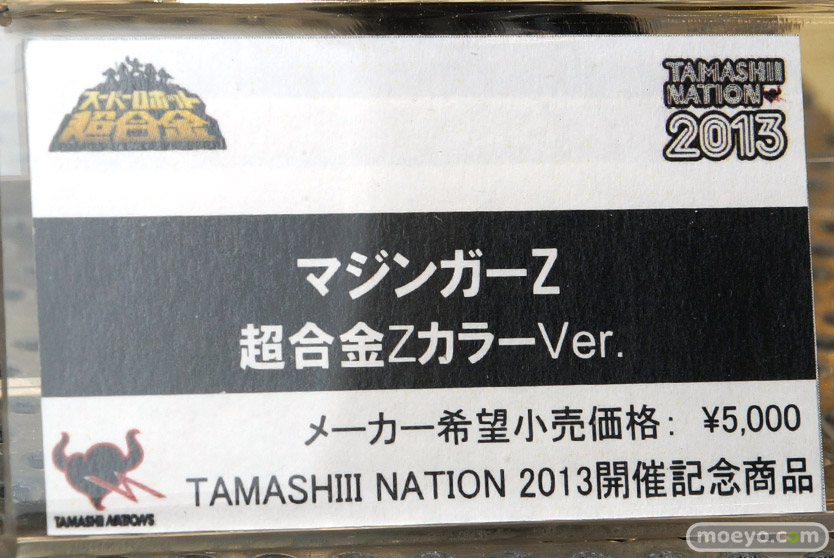 スーパーロボット
超合金
TAMASHII
NATION
2013
マジンガーZ
超合金ZカラーVer.
メーカー希望小売価格： ¥5,000
TAMASHIII NATION 2013開催記念商品
TAMASHII NATIONS
moeyo.com